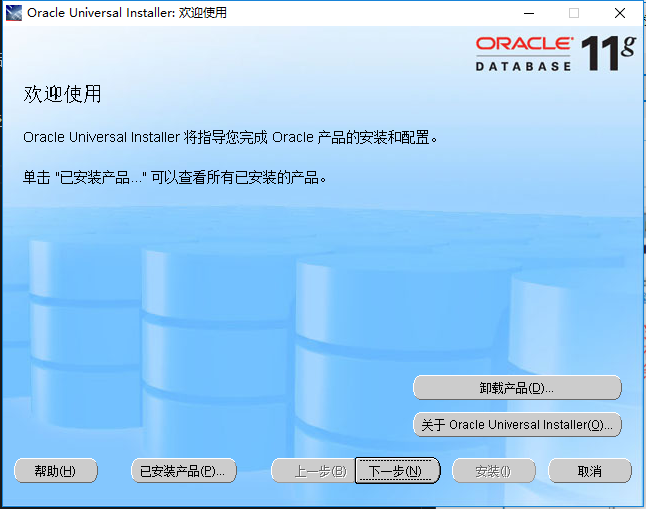 Oracle Universal Installer: 欢迎使用
ORACLE
DATABASE 11g
欢迎使用
Oracle Universal Installer 将指导您完成 Oracle 产品的安装和配置。
单击 "已安装产品..." 可以查看所有已安装的产品。
卸载产品(D)...
关于 Oracle Universal Installer(O)...
帮助(H) 已安装产品(P)... 上一步(B) 下一步(N) 安装(I) 取消